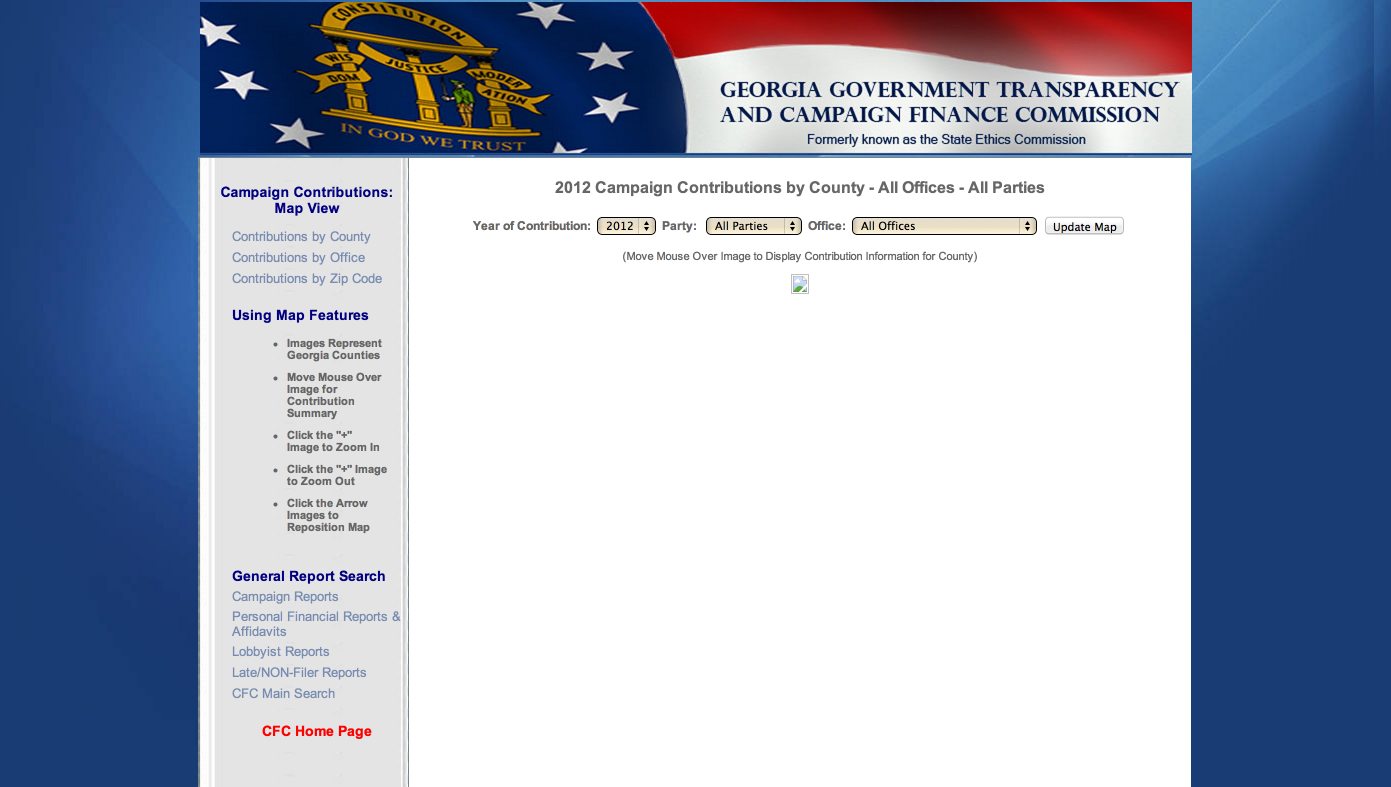 CONSTITUTION
WIS
DOM
JUSTICE
MODER
ATION
IN GOD WE TRUST
GEORGIA GOVERNMENT TRANSPARENCY
AND CAMPAIGN FINANCE COMMISSION
Formerly known as the State Ethics Commission
Campaign Contributions:
Map View
Contributions by County
Contributions by Office
Contributions by Zip Code
Using Map Features
• Images Represent
Georgia Counties
• Move Mouse Over
Image for
Contribution
Summary
• Click the "+"
Image to Zoom In
• Click the "+" Image
to Zoom Out
• Click the Arrow
Images to
Reposition Map
General Report Search
Campaign Reports
Personal Financial Reports &
Affidavits
Lobbyist Reports
Late/NON-Filer Reports
CFC Main Search
CFC Home Page
2012 Campaign Contributions by County - All Offices - All Parties
Year of Contribution: 2012 Party: All Parties Office: All Offices Update Map
(Move Mouse Over Image to Display Contribution Information for County)